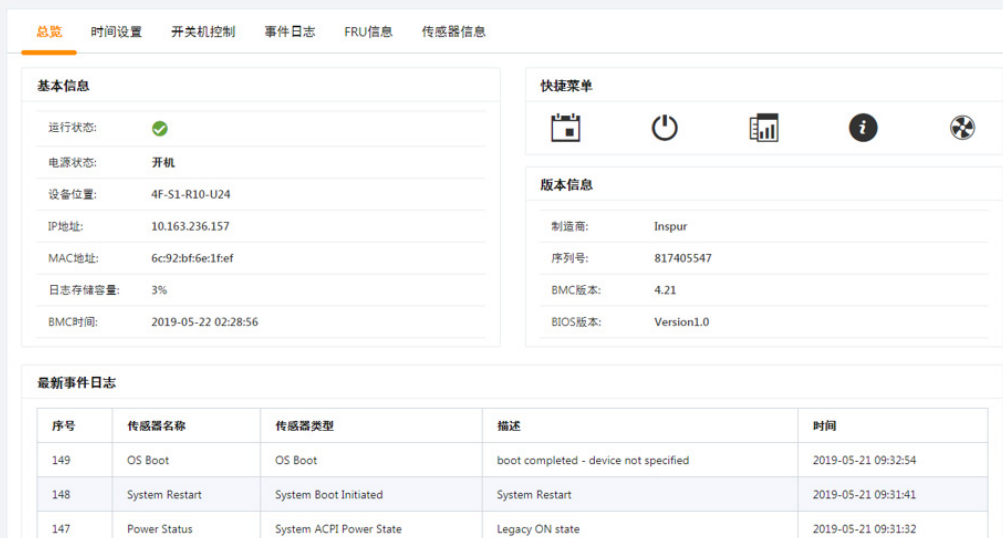 总览 时间设置 开关机控制 事件日志 FRU信息 传感器信息
基本信息
运行状态:
电源状态: 开机
设备位置: 4F-S1-R10-U24
IP地址: 10.163.236.157
MAC地址: 6c:92:bf:6e:1f:ef
日志存储容量: 3%
BMC时间: 2019-05-22 02:28:56
快捷菜单
版本信息
制造商: Inspur
序列号: 817405547
BMC版本: 4.21
BIOS版本: Version1.0
最新事件日志
序号 传感器名称 传感器类型 描述 时间
149 OS Boot OS Boot boot completed - device not specified 2019-05-21 09:32:54
148 System Restart System Boot Initiated System Restart 2019-05-21 09:31:41
147 Power Status System ACPI Power State Legacy ON state 2019-05-21 09:31:32